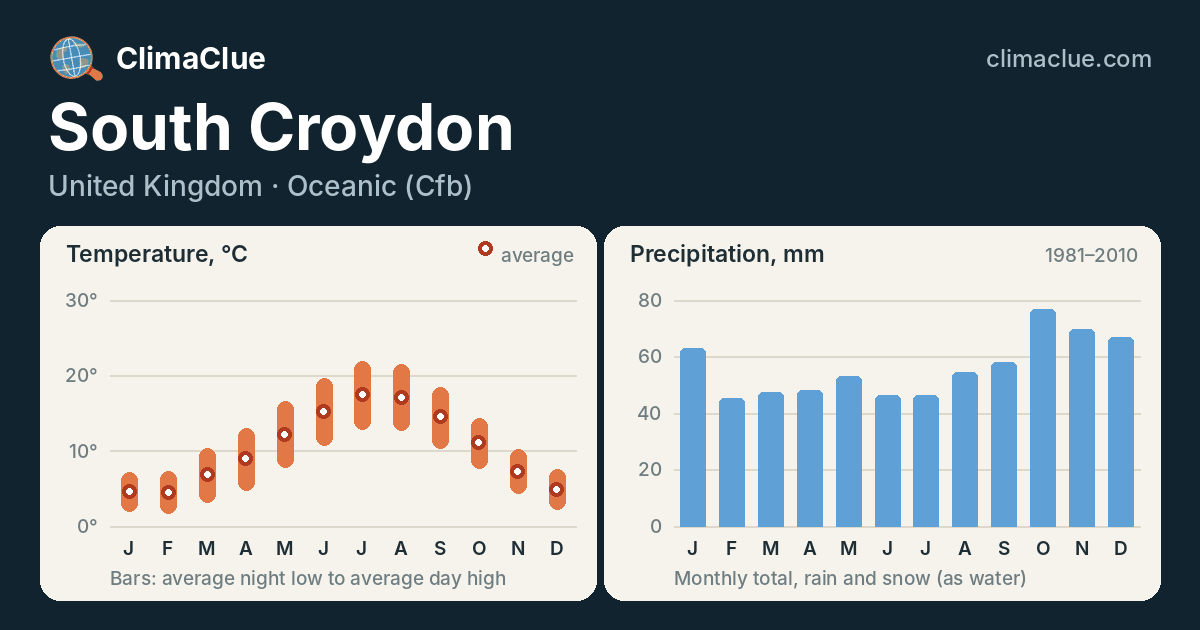 ClimaClue
climaclue.com
South Croydon
United Kingdom · Oceanic (Cfb)
Temperature, °C
average
30°
20°
10°
0°
J F M A M J J A S O N D
Bars: average night low to average day high
Precipitation, mm
1981–2010
80
60
40
20
0
J F M A M J J A S O N D
Monthly total, rain and snow (as water)